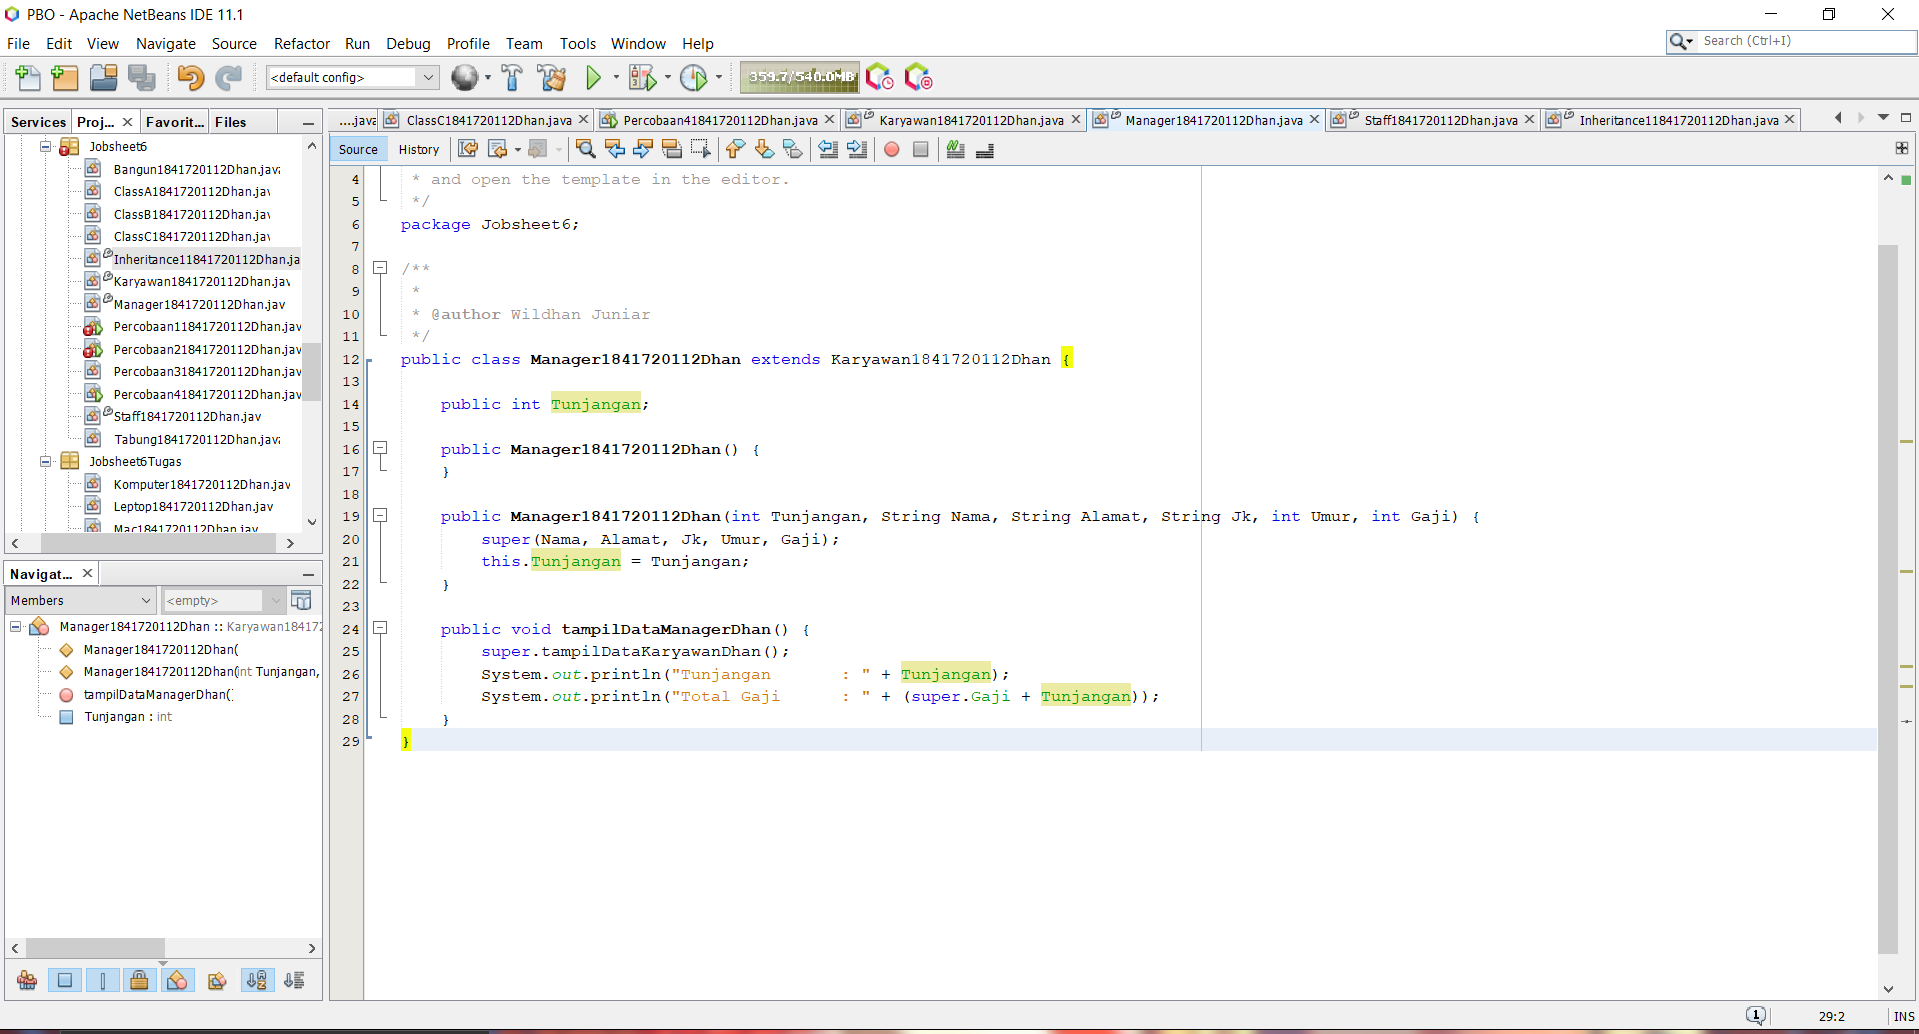 PBO - Apache NetBeans IDE 11.1
File Edit View Navigate Source Refactor Run Debug Profile Team Tools Window Help
Search (Ctrl+I)
<default config>
359.7/540.0MB
Services Proj... Favorit... Files
....java ClassC1841720112Dhan.java Percobaan41841720112Dhan.java Karyawan1841720112Dhan.java Manager1841720112Dhan.java Staff1841720112Dhan.java Inheritance11841720112Dhan.java
Source History
Jobsheet6
Bangun1841720112Dhan.java
ClassA1841720112Dhan.jav
ClassB1841720112Dhan.jav
ClassC1841720112Dhan.jav
Inheritance11841720112Dhan.ja
Karyawan1841720112Dhan.jav
Manager1841720112Dhan.jav
Percobaan11841720112Dhan.jav
Percobaan21841720112Dhan.jav
Percobaan31841720112Dhan.jav
Percobaan41841720112Dhan.jav
Staff1841720112Dhan.jav
Tabung1841720112Dhan.java
Jobsheet6Tugas
Komputer1841720112Dhan.jav
Leptop1841720112Dhan.jav
Mac1841720112Dhan.jav
Navigat...
Members <empty>
Manager1841720112Dhan :: Karyawan184172
Manager1841720112Dhan(
Manager1841720112Dhan(int Tunjangan,
tampilDataManagerDhan()
Tunjangan : int
4 * and open the template in the editor.
5 */
6 package Jobsheet6;
7
8 /**
9 *
10 * @author Wildhan Juniar
11 */
12 public class Manager1841720112Dhan extends Karyawan1841720112Dhan {
13
14 public int Tunjangan;
15
16 public Manager1841720112Dhan() {
17 }
18
19 public Manager1841720112Dhan(int Tunjangan, String Nama, String Alamat, String Jk, int Umur, int Gaji) {
20 super(Nama, Alamat, Jk, Umur, Gaji);
21 this.Tunjangan = Tunjangan;
22 }
23
24 public void tampilDataManagerDhan() {
25 super.tampilDataKaryawanDhan();
26 System.out.println("Tunjangan       : " + Tunjangan);
27 System.out.println("Total Gaji      : " + (super.Gaji + Tunjangan));
28 }
29 }
1 29:2 INS